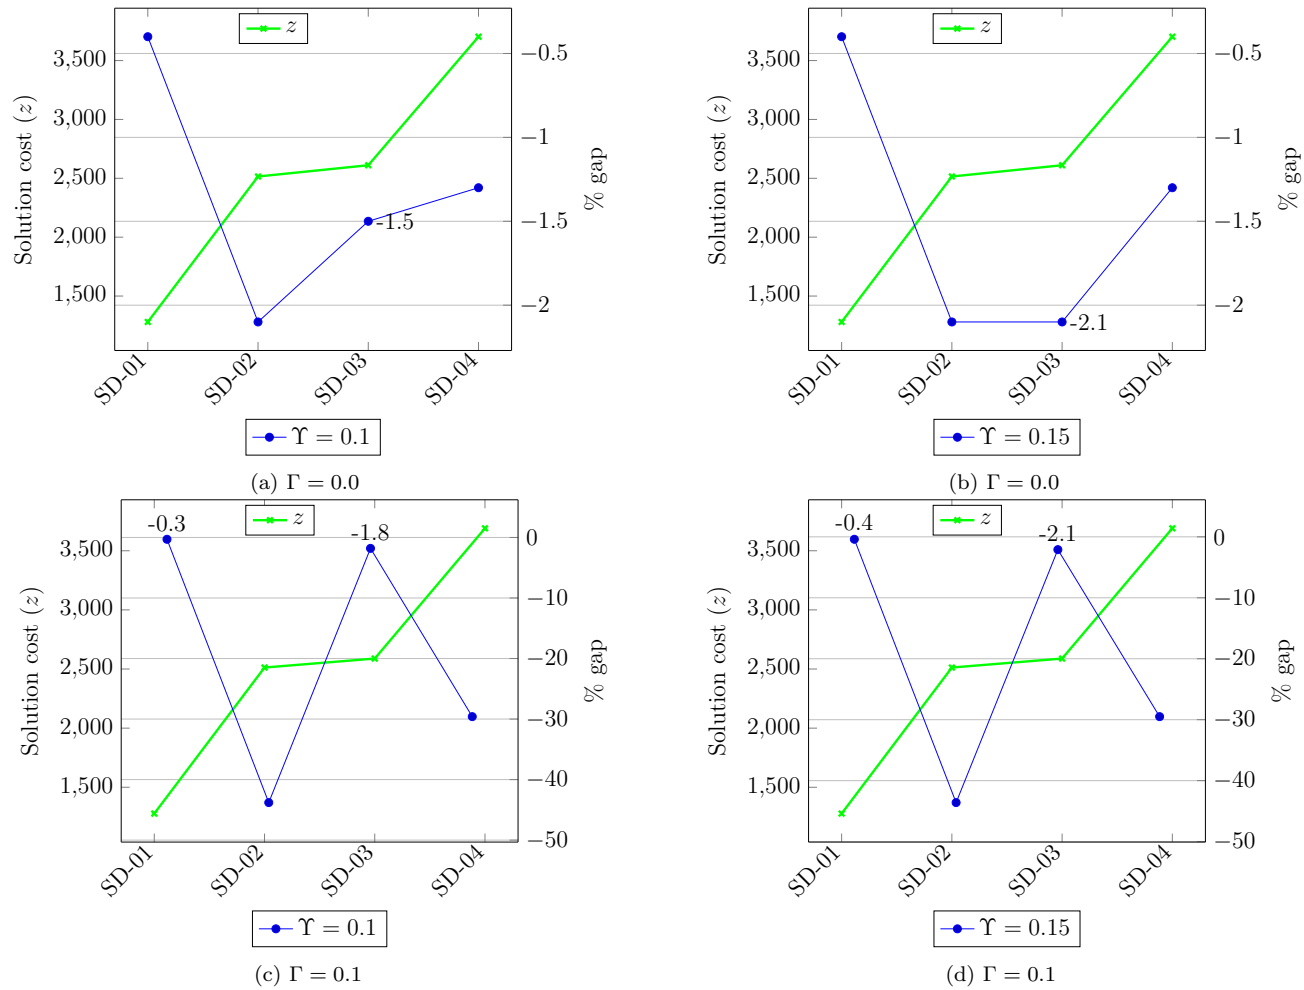 z
3,500
3,000
2,500
2,000
1,500
Solution cost (z)
−0.5
−1
−1.5
−2
% gap
-1.5
SD-01
SD-02
SD-03
SD-04
ϒ = 0.1
(a) Γ = 0.0
z
3,500
3,000
2,500
2,000
1,500
Solution cost (z)
−0.5
−1
−1.5
−2
% gap
-2.1
SD-01
SD-02
SD-03
SD-04
ϒ = 0.15
(b) Γ = 0.0
z
3,500
3,000
2,500
2,000
1,500
Solution cost (z)
0
−10
−20
−30
−40
−50
% gap
-0.3
-1.8
SD-01
SD-02
SD-03
SD-04
ϒ = 0.1
(c) Γ = 0.1
z
3,500
3,000
2,500
2,000
1,500
Solution cost (z)
0
−10
−20
−30
−40
−50
% gap
-0.4
-2.1
SD-01
SD-02
SD-03
SD-04
ϒ = 0.15
(d) Γ = 0.1